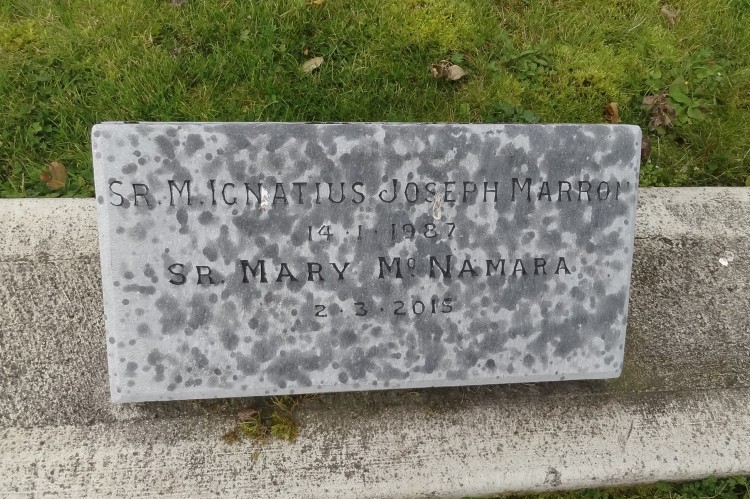 SR. M. IGNATIUS JOSEPH MARRON
14 · 1 · 1987
SR. MARY Mc NAMARA
2 · 3 · 2015